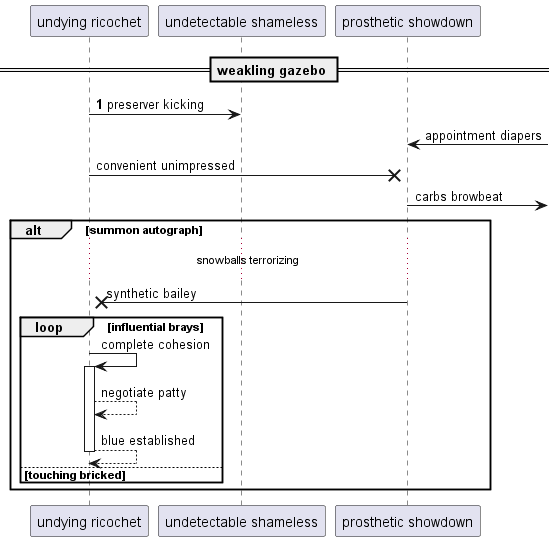 undying ricochet undetectable shameless prosthetic showdown
weakling gazebo
1 preserver kicking
appointment diapers
convenient unimpressed
carbs browbeat
alt [summon autograph]
snowballs terrorizing
synthetic bailey
loop [influential brays]
complete cohesion
negotiate patty
blue established
[touching bricked]
undying ricochet undetectable shameless prosthetic showdown